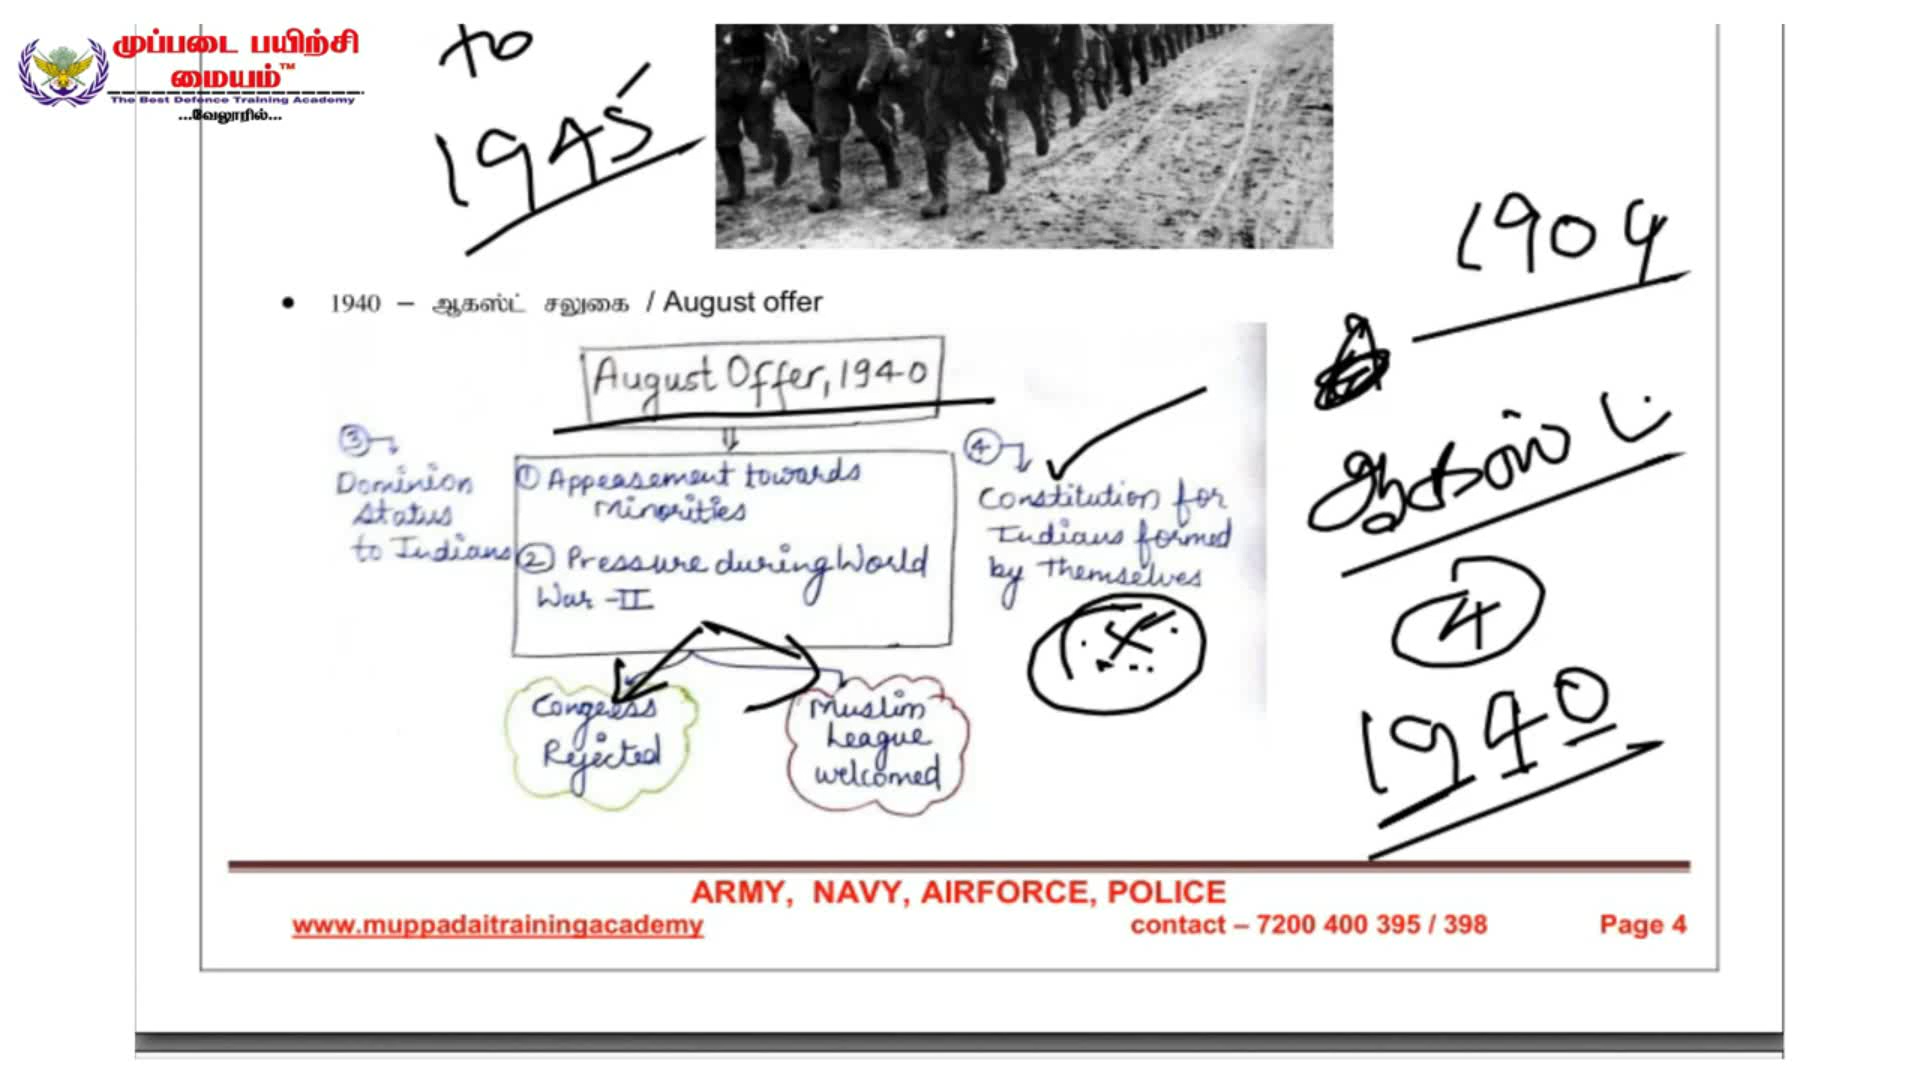 முப்படை பயிற்சி
மையம்™
The Best Defence Training Academy
...வேலூரில்...
to
1945
1904
• 1940 – ஆகஸ்ட் சலுகை / August offer
August Offer, 1940
③
Dominion
Status
to Indians
① Appeasement towards
Minorities
② Pressure during World
War -II
④
Constitution for
Indians formed
by themselves
Congress
Rejected
Muslim
League
welcomed
4
1940
ARMY, NAVY, AIRFORCE, POLICE
www.muppadaitrainingacademy
contact – 7200 400 395 / 398
Page 4